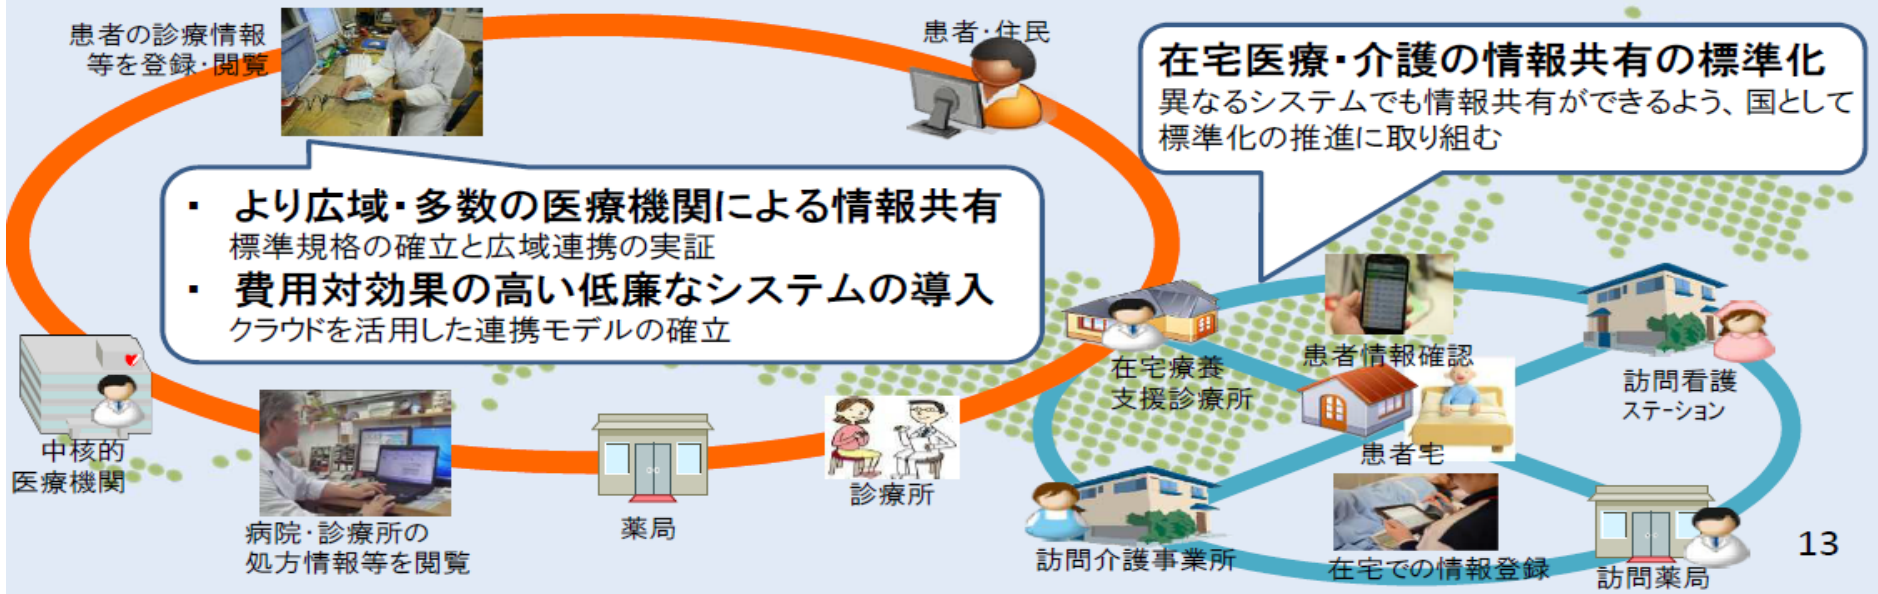 患者の診療情報
等を登録・閲覧
患者・住民
在宅医療・介護の情報共有の標準化
異なるシステムでも情報共有ができるよう、国として
標準化の推進に取り組む
・ より広域・多数の医療機関による情報共有
標準規格の確立と広域連携の実証
・ 費用対効果の高い低廉なシステムの導入
クラウドを活用した連携モデルの確立
中核的
医療機関
病院・診療所の
処方情報等を閲覧
薬局
診療所
在宅療養
支援診療所
患者情報確認
訪問看護
ステーション
患者宅
訪問介護事業所
在宅での情報登録
訪問薬局
13